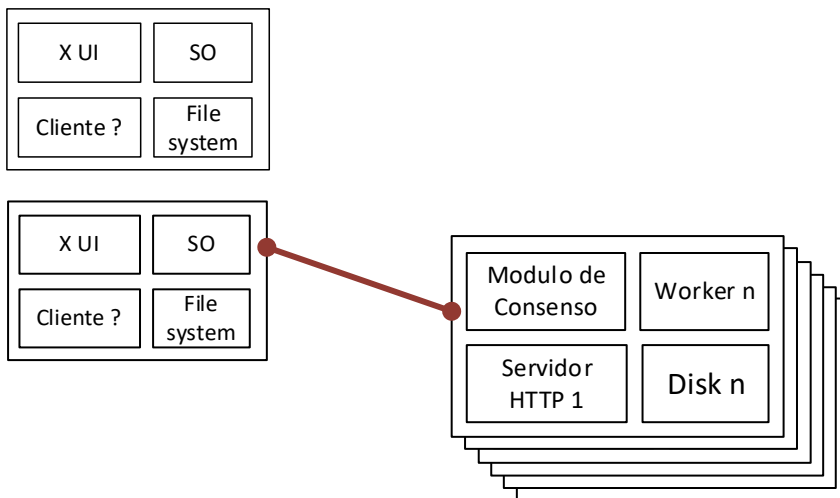 X UI
SO
Cliente ?
File
system
X UI
SO
Cliente ?
File
system
Modulo de
Consenso
Worker n
Servidor
HTTP 1
Disk n